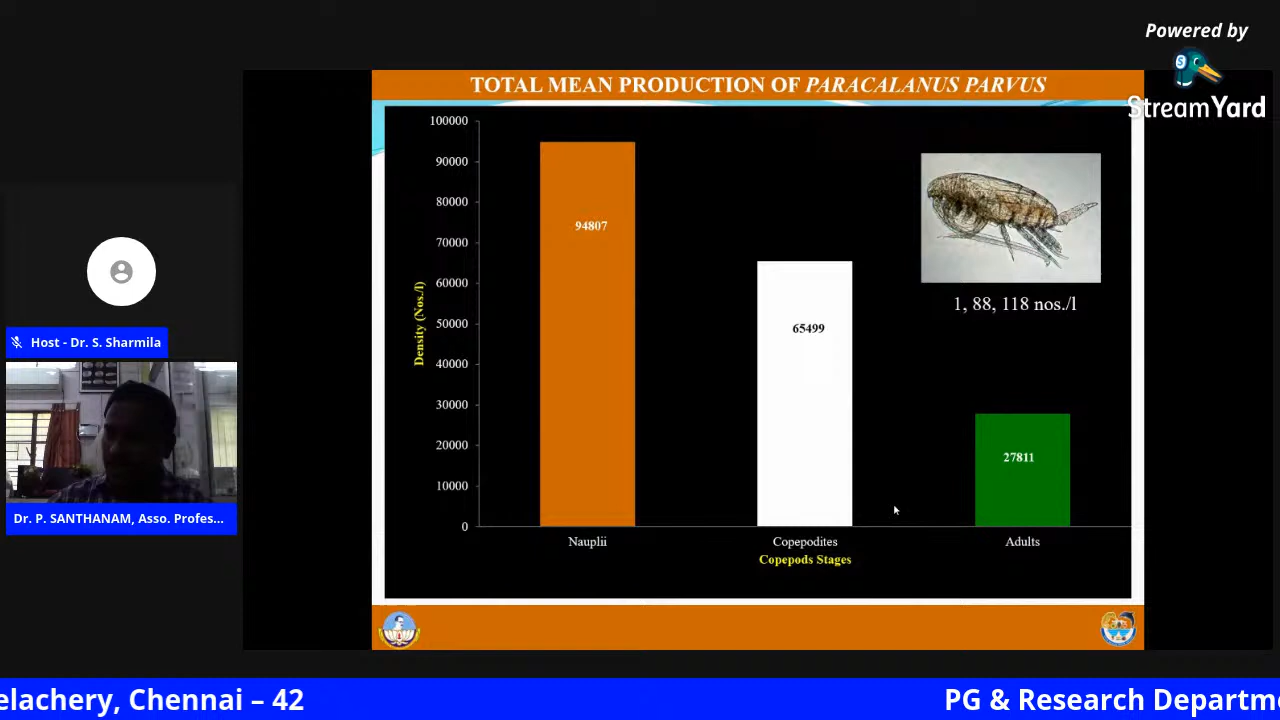 Powered by
StreamYard
TOTAL MEAN PRODUCTION OF PARACALANUS PARVUS
100000
90000
80000
70000
60000
50000
40000
30000
20000
10000
0
Density (Nos./l)
94807
65499
27811
1, 88, 118 nos./l
Nauplii
Copepodites
Adults
Copepods Stages
Host - Dr. S. Sharmila
Dr. P. SANTHANAM, Asso. Profes...
elachery, Chennai – 42
PG & Research Departm